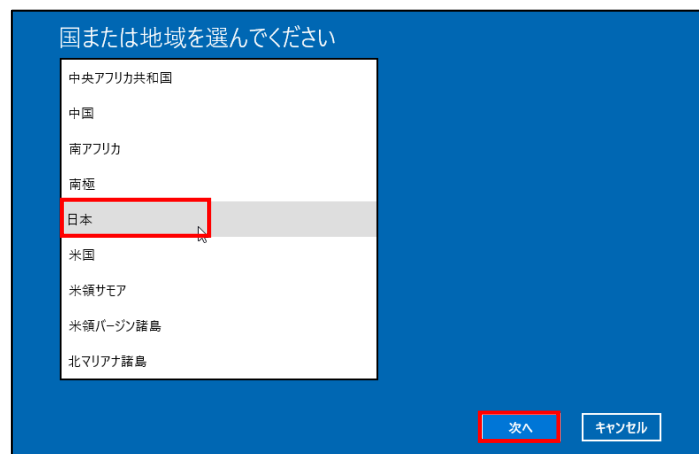 国または地域を選んでください
中央アフリカ共和国
中国
南アフリカ
南極
日本
米国
米領サモア
米領バージン諸島
北マリアナ諸島
次へ
キャンセル